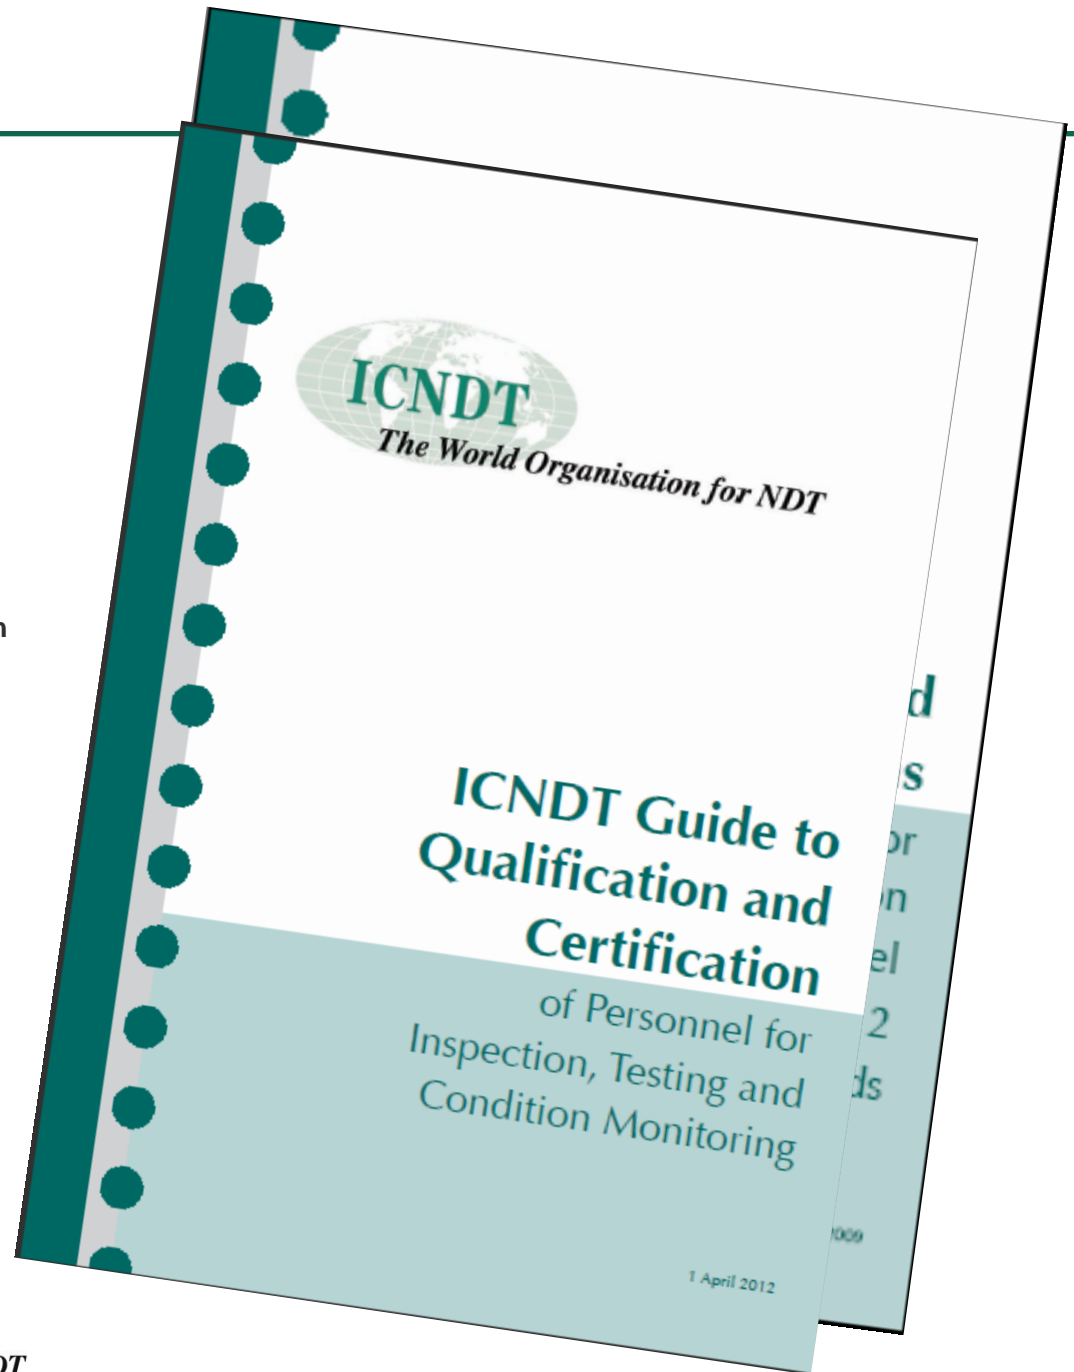 ICNDT
The World Organisation for NDT
ICNDT Guide to
Qualification and
Certification
of Personnel for
Inspection, Testing and
Condition Monitoring
1 April 2012
2